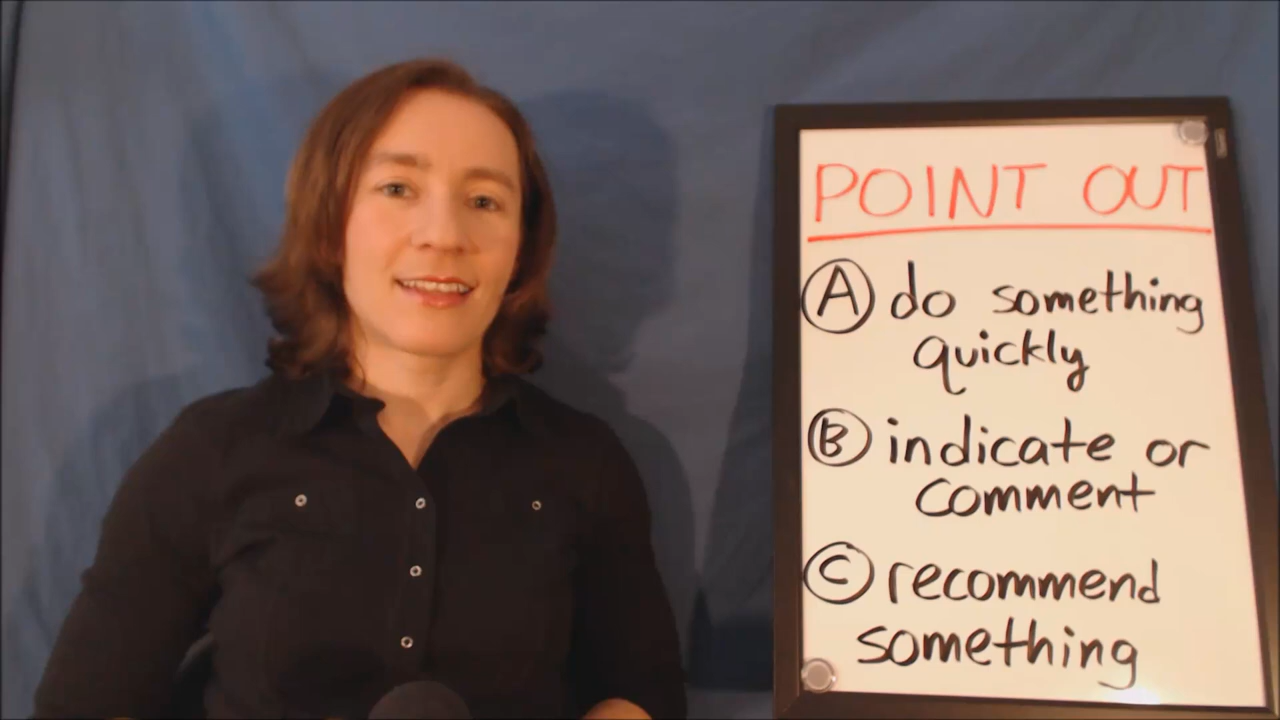 POINT OUT
A do something
quickly
B indicate or
comment
C recommend
something